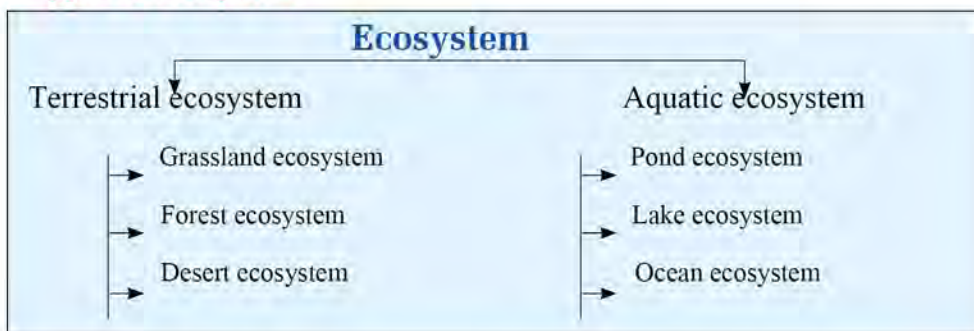 Ecosystem
Terrestrial ecosystem
Aquatic ecosystem
Grassland ecosystem
Pond ecosystem
Forest ecosystem
Lake ecosystem
Desert ecosystem
Ocean ecosystem